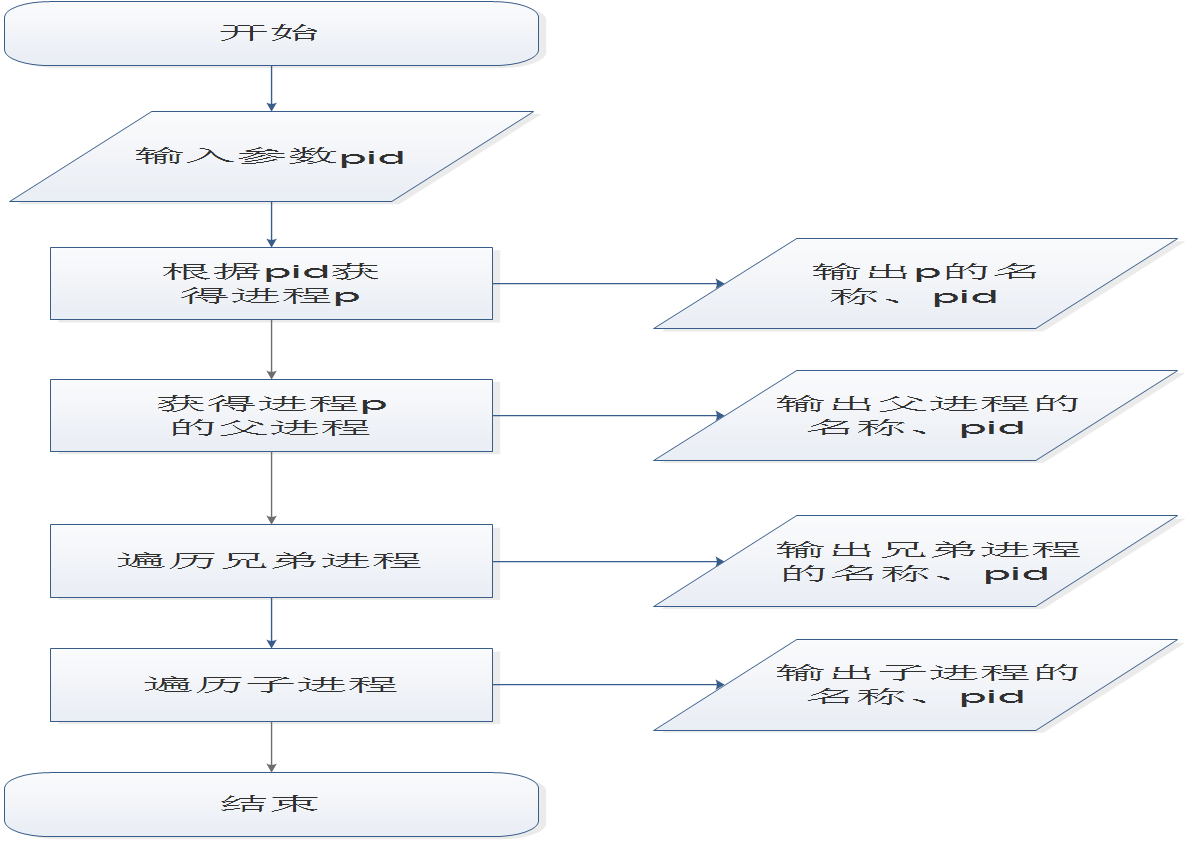 开始
输入参数pid
根据pid获
得进程p
输出p的名
称、pid
获得进程p
的父进程
输出父进程的
名称、pid
遍历兄弟进程
输出兄弟进程
的名称、pid
遍历子进程
输出子进程的
名称、pid
结束